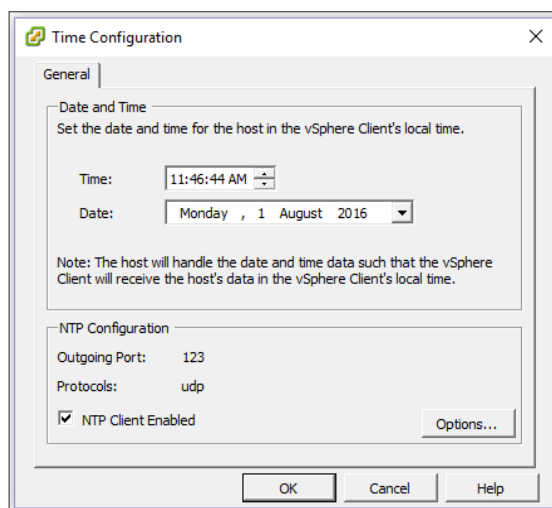 Time Configuration
General
Date and Time
Set the date and time for the host in the vSphere Client's local time.
Time: 11:46:44 AM
Date: Monday , 1 August 2016
Note: The host will handle the date and time data such that the vSphere
Client will receive the host's data in the vSphere Client's local time.
NTP Configuration
Outgoing Port: 123
Protocols: udp
NTP Client Enabled
Options...
OK Cancel Help